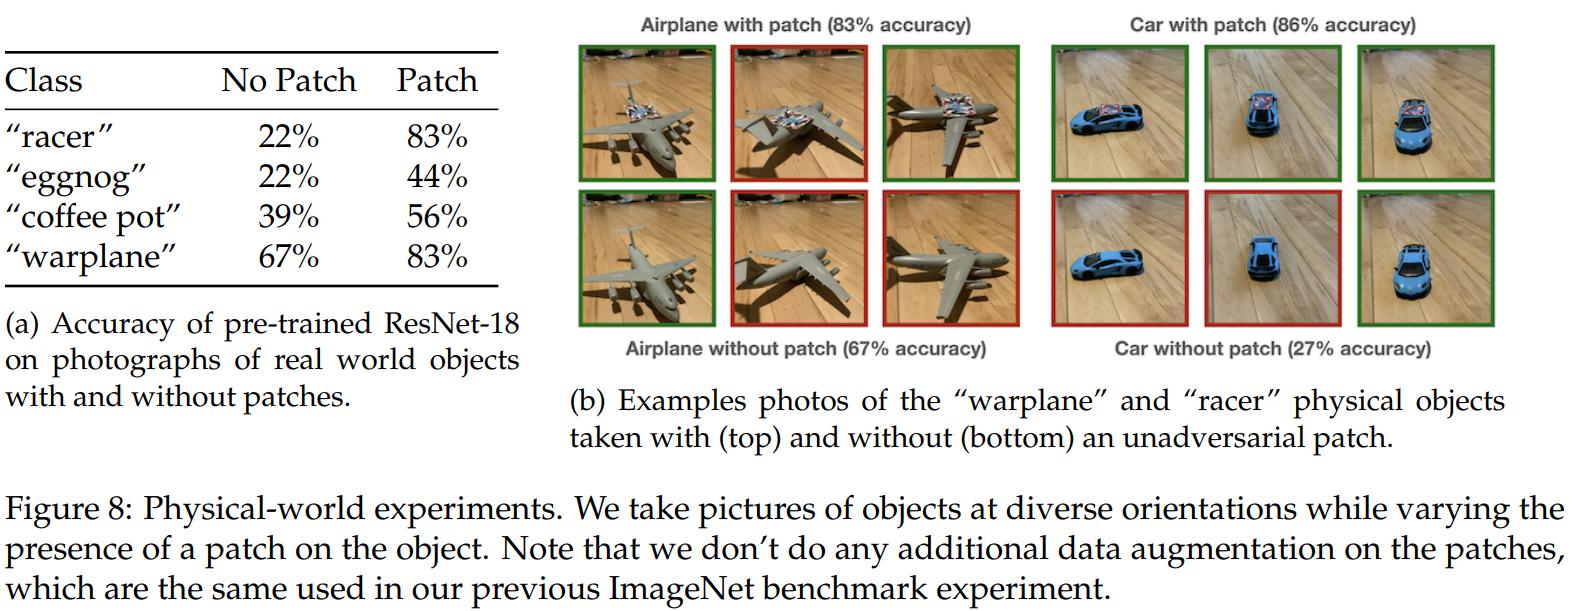 Class No Patch Patch
“racer” 22% 83%
“eggnog” 22% 44%
“coffee pot” 39% 56%
“warplane” 67% 83%
(a) Accuracy of pre-trained ResNet-18
on photographs of real world objects
with and without patches.
Airplane with patch (83% accuracy)
Car with patch (86% accuracy)
Airplane without patch (67% accuracy)
Car without patch (27% accuracy)
(b) Examples photos of the “warplane” and “racer” physical objects
taken with (top) and without (bottom) an unadversarial patch.
Figure 8: Physical-world experiments. We take pictures of objects at diverse orientations while varying the
presence of a patch on the object. Note that we don’t do any additional data augmentation on the patches,
which are the same used in our previous ImageNet benchmark experiment.